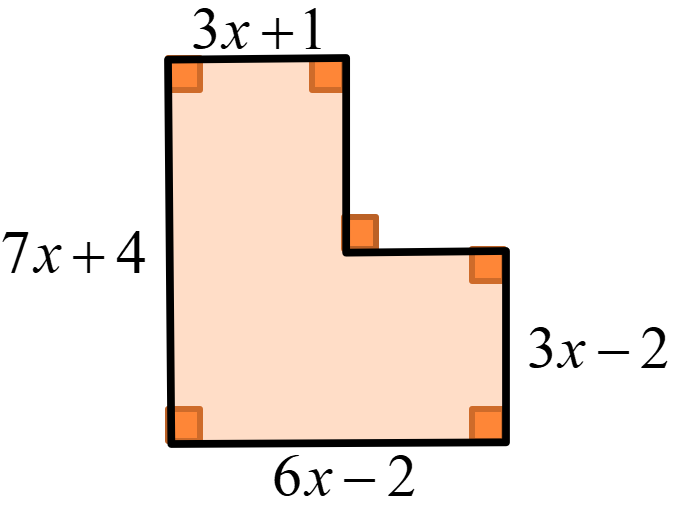 3x + 1
7x + 4
3x − 2
6x − 2